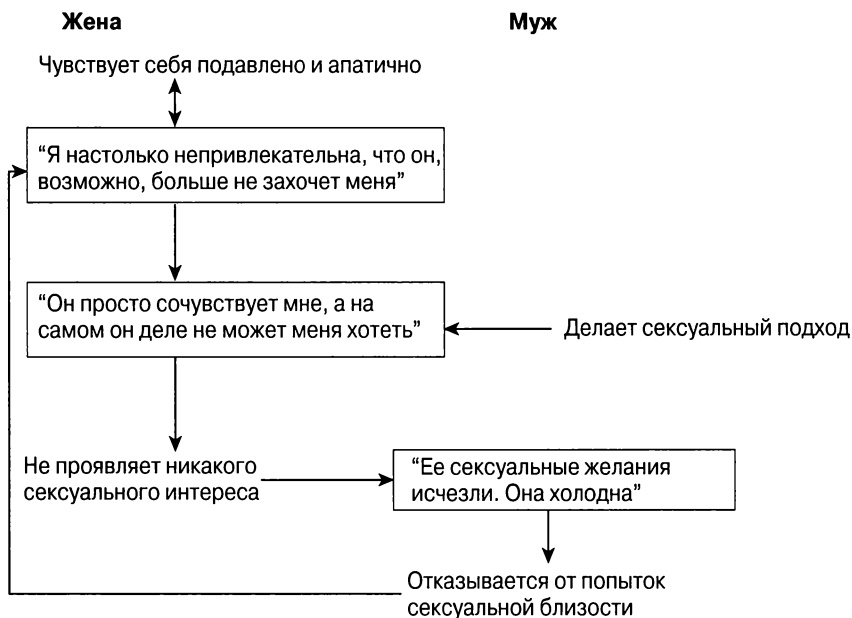 Жена
Муж
Чувствует себя подавлено и апатично
“Я настолько непривлекательна, что он,
возможно, больше не захочет меня”
“Он просто сочувствует мне, а на
самом он деле не может меня хотеть”
Делает сексуальный подход
Не проявляет никакого
сексуального интереса
“Ее сексуальные желания
исчезли. Она холодна”
Отказывается от попыток
сексуальной близости